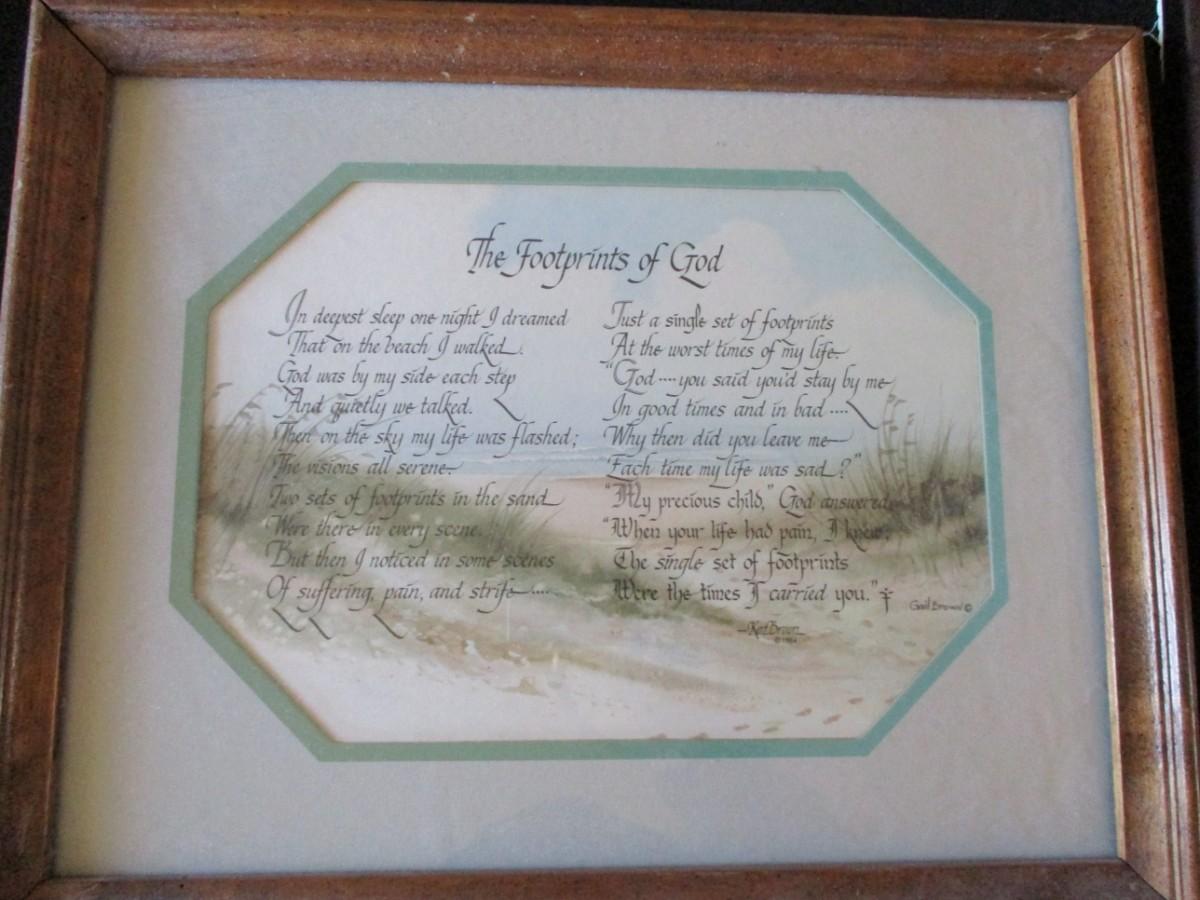 The Footprints of God
In deepest sleep one night I dreamed
That on the beach I walked.
God was by my side each step
And quietly we talked.
Then on the sky my life was flashed;
The visions all serene.
Two sets of footprints in the sand
Were there in every scene.
But then I noticed in some scenes
Of suffering, pain, and strife....
Just a single set of footprints
At the worst times of my life.
"God....you said you'd stay by me
In good times and in bad....
Why then did you leave me
Each time my life was sad?"
"My precious child," God answered,
"When your life had pain, I knew;
The single set of footprints
Were the times I carried you."
Gail Brown ©
©1984